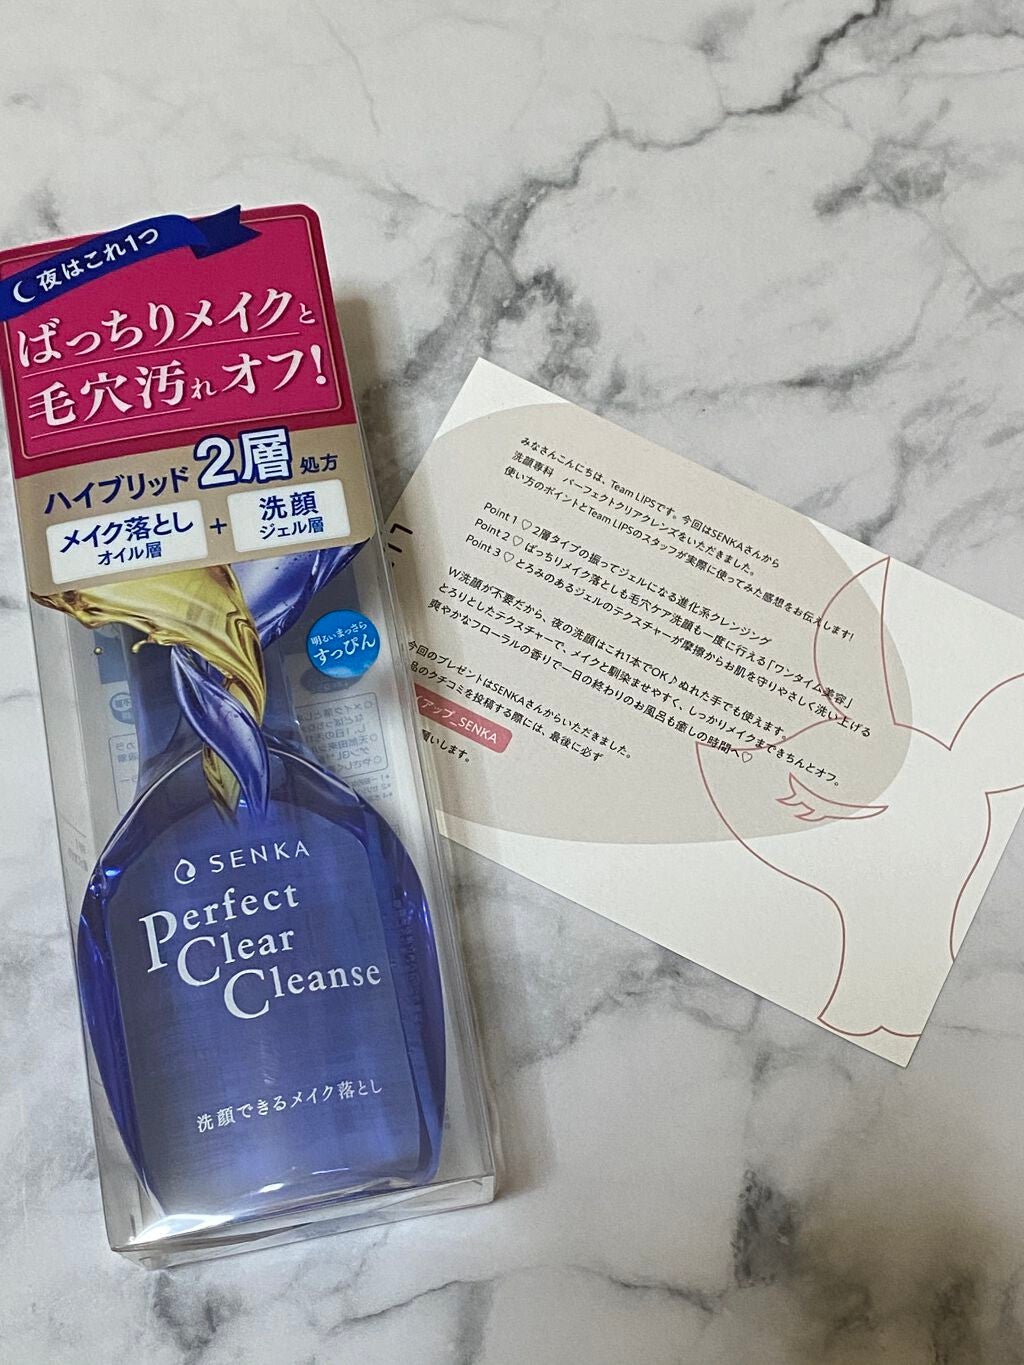 夜はこれ1つ
ばっちりメイクと
毛穴汚れオフ!
ハイブリッド2層処方
メイク落とし
オイル層
+
洗顔
ジェル層
明るいまっさら
すっぴん
SENKA
Perfect
Clear
Cleanse
洗顔できるメイク落とし
みなさんこんにちは、Team LIPSです。今回はSENKAさんから
洗顔専科 パーフェクトクリアクレンズをいただきました。
使い方のポイントとTeam LIPSのスタッフが実際に使ってみた感想をお伝えします!
Point 1 ♡ 2層タイプの振ってジェルになる進化系クレンジング
Point 2 ♡ ばっちりメイク落としも毛穴ケア洗顔も一度に行える「ワンタイム美容」
Point 3 ♡ とろみのあるジェルのテクスチャーが摩擦からお肌を守りやさしく洗い上げる
W洗顔が不要だから、夜の洗顔はこれ1本でOK♪ぬれた手でも使えます。
とろりとしたテクスチャーで、メイクと馴染ませやすく、しっかりメイクまできちんとオフ。
爽やかなフローラルの香りで一日の終わりのお風呂も癒しの時間へ♡
今回のプレゼントはSENKAさんからいただきました。
品のクチコミを投稿する際には、最後に必ず
アップ_SENKA
願いします。